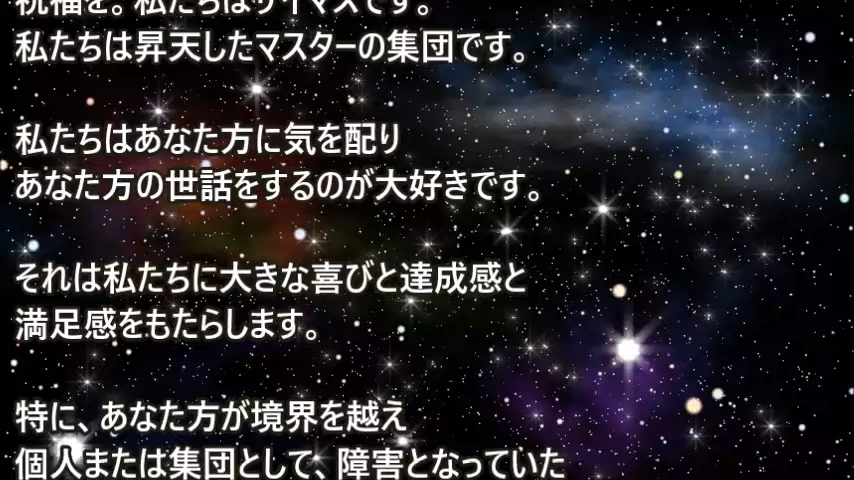 祝福を。私たちはサイマスです。
私たちは昇天したマスターの集団です。
私たちはあなた方に気を配り
あなた方の世話をするのが大好きです。
それは私たちに大きな喜びと達成感と
満足感をもたらします。
特に、あなた方が境界を越え
個人または集団として、障害となっていた